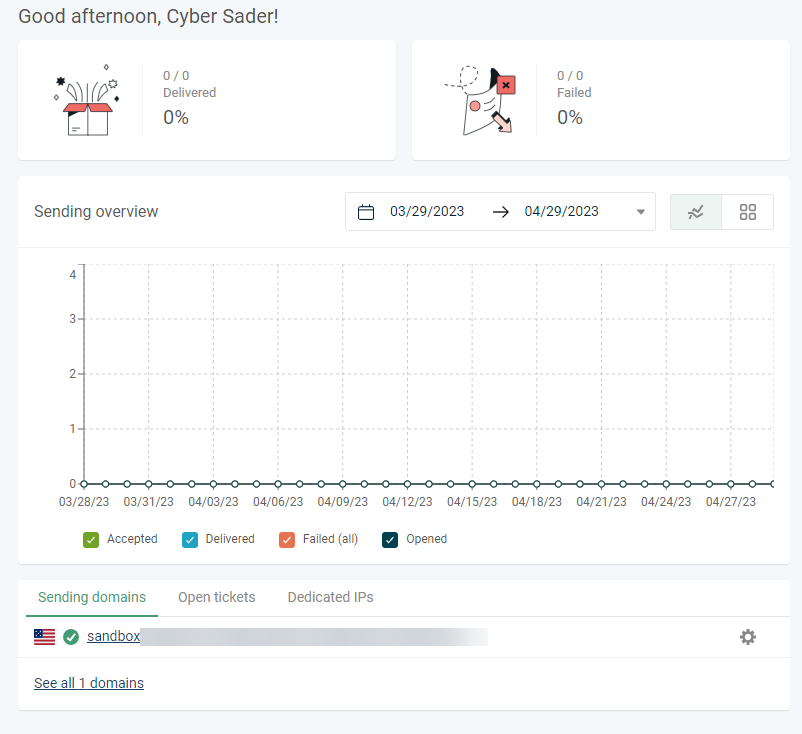 Good afternoon, Cyber Sader!
0 / 0
Delivered
0%
0 / 0
Failed
0%
Sending overview
03/29/2023
04/29/2023
4
3
2
1
0
03/28/23 03/31/23 04/03/23 04/06/23 04/09/23 04/12/23 04/15/23 04/18/23 04/21/23 04/24/23 04/27/23
Accepted Delivered Failed (all) Opened
Sending domains Open tickets Dedicated IPs
sandbox
See all 1 domains